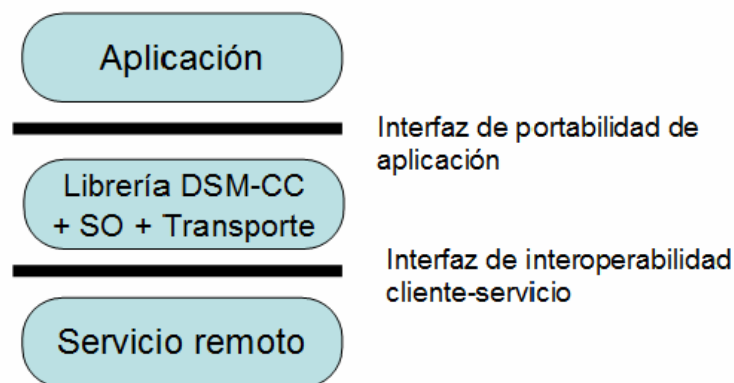 Aplicación
Interfaz de portabilidad de
aplicación
Librería DSM-CC
+ SO + Transporte
Interfaz de interoperabilidad
cliente-servicio
Servicio remoto